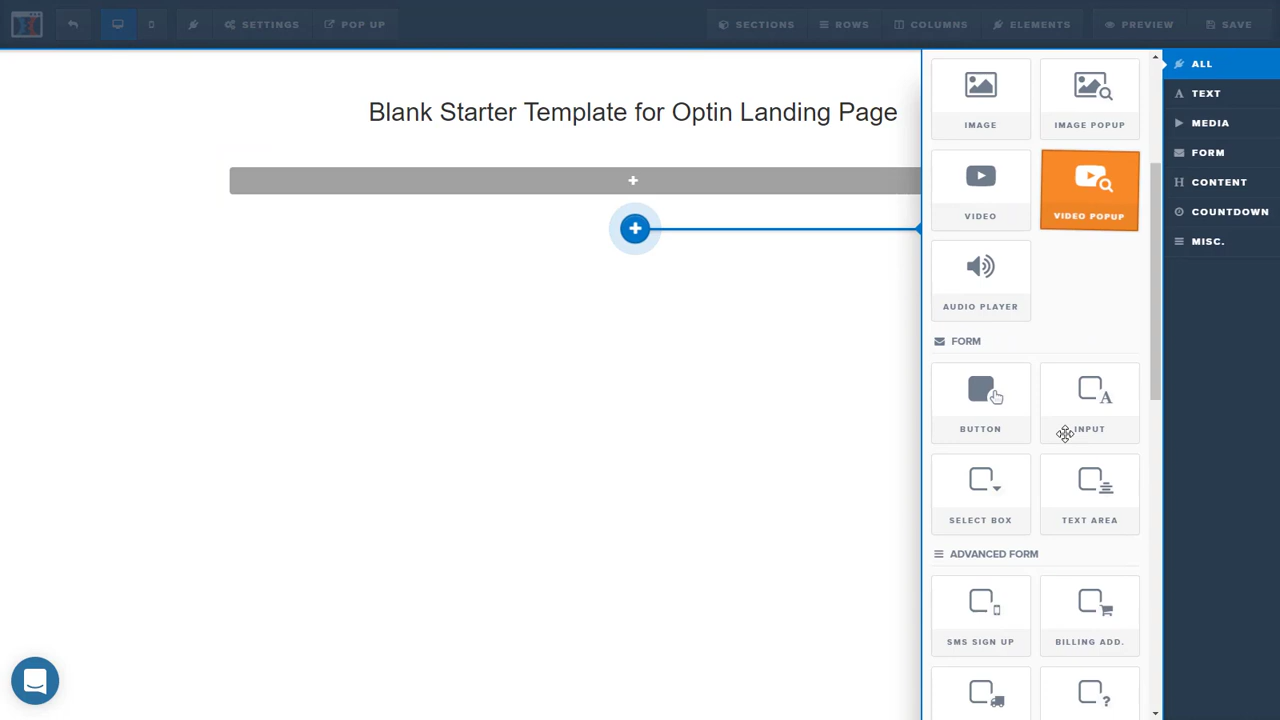 SETTINGS
POP UP
SECTIONS
ROWS
COLUMNS
ELEMENTS
PREVIEW
SAVE
Blank Starter Template for Optin Landing Page
IMAGE
IMAGE POPUP
VIDEO
VIDEO POPUP
AUDIO PLAYER
FORM
BUTTON
INPUT
SELECT BOX
TEXT AREA
ADVANCED FORM
SMS SIGN UP
BILLING ADD.
ALL
TEXT
MEDIA
FORM
CONTENT
COUNTDOWN
MISC.